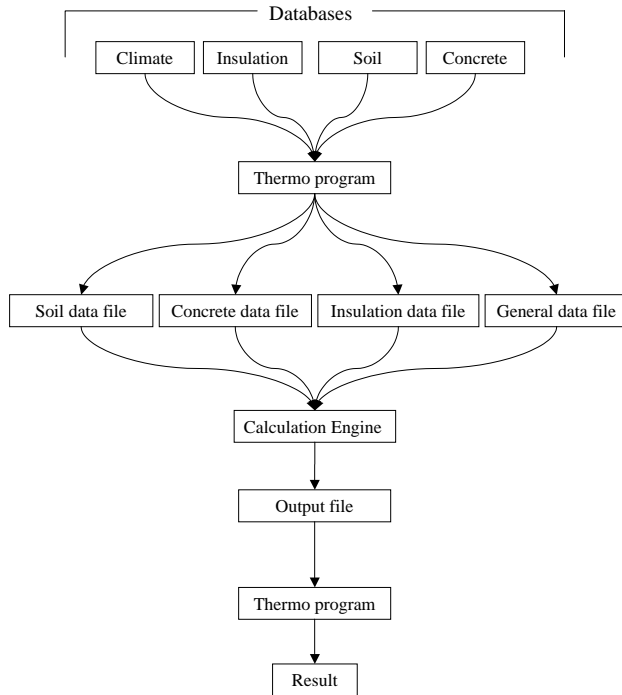 Databases
Climate
Insulation
Soil
Concrete
Thermo program
Soil data file
Concrete data file
Insulation data file
General data file
Calculation Engine
Output file
Thermo program
Result